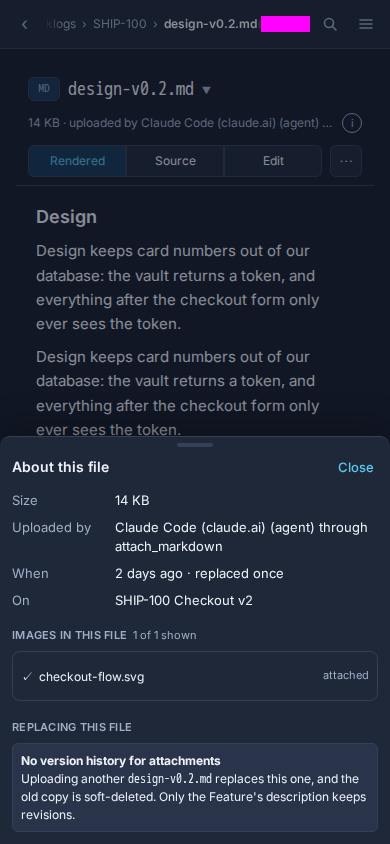 klogs › SHIP-100 › design-v0.2.md
MD design-v0.2.md ▼
14 KB · uploaded by Claude Code (claude.ai) (agent) ... i
Rendered Source Edit ...
Design
Design keeps card numbers out of our
database: the vault returns a token, and
everything after the checkout form only
ever sees the token.
Design keeps card numbers out of our
database: the vault returns a token, and
everything after the checkout form only
ever sees the token.
About this file Close
Size 14 KB
Uploaded by Claude Code (claude.ai) (agent) through
attach_markdown
When 2 days ago · replaced once
On SHIP-100 Checkout v2
IMAGES IN THIS FILE 1 of 1 shown
✓ checkout-flow.svg attached
REPLACING THIS FILE
No version history for attachments
Uploading another design-v0.2.md replaces this one, and the
old copy is soft-deleted. Only the Feature's description keeps
revisions.